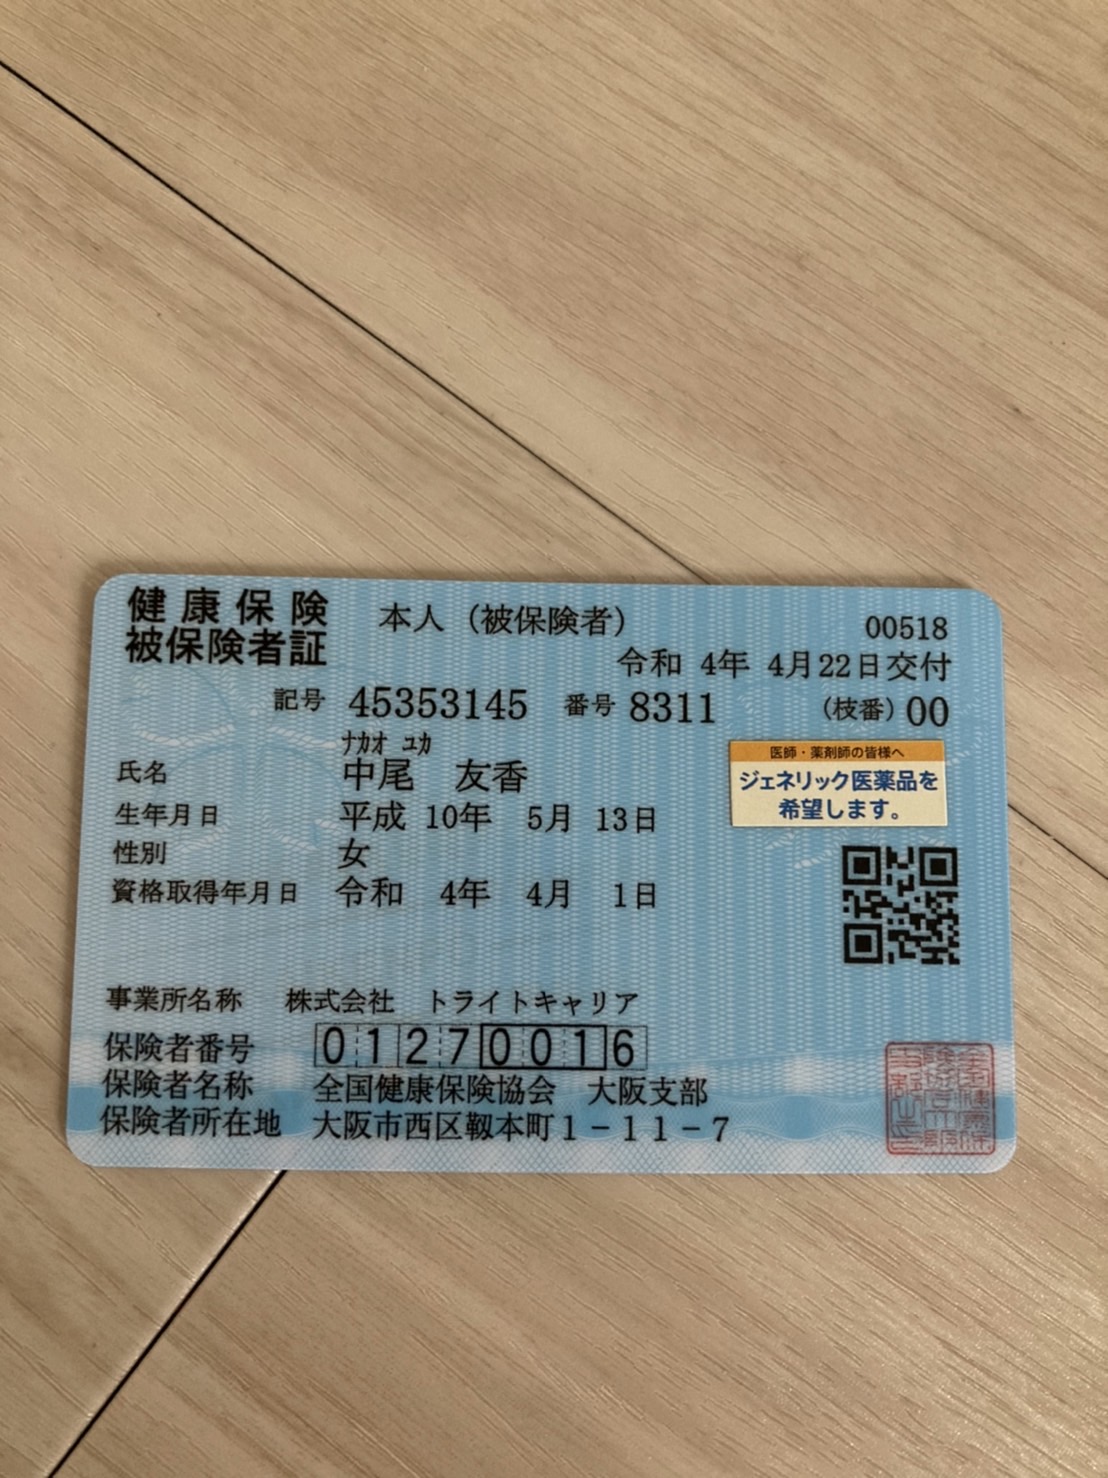 健康保険
被保険者証
本人（被保険者）
00518
令和 4年 4月22日交付
記号 45353145 番号 8311 （枝番）00
ナカオ ユカ
氏名 中尾 友香
生年月日 平成 10年 5月 13日
性別 女
資格取得年月日 令和 4年 4月 1日
医師・薬剤師の皆様へ
ジェネリック医薬品を
希望します。
事業所名称 株式会社 トライトキャリア
保険者番号 01270016
保険者名称 全国健康保険協会 大阪支部
保険者所在地 大阪市西区靱本町1－11－7